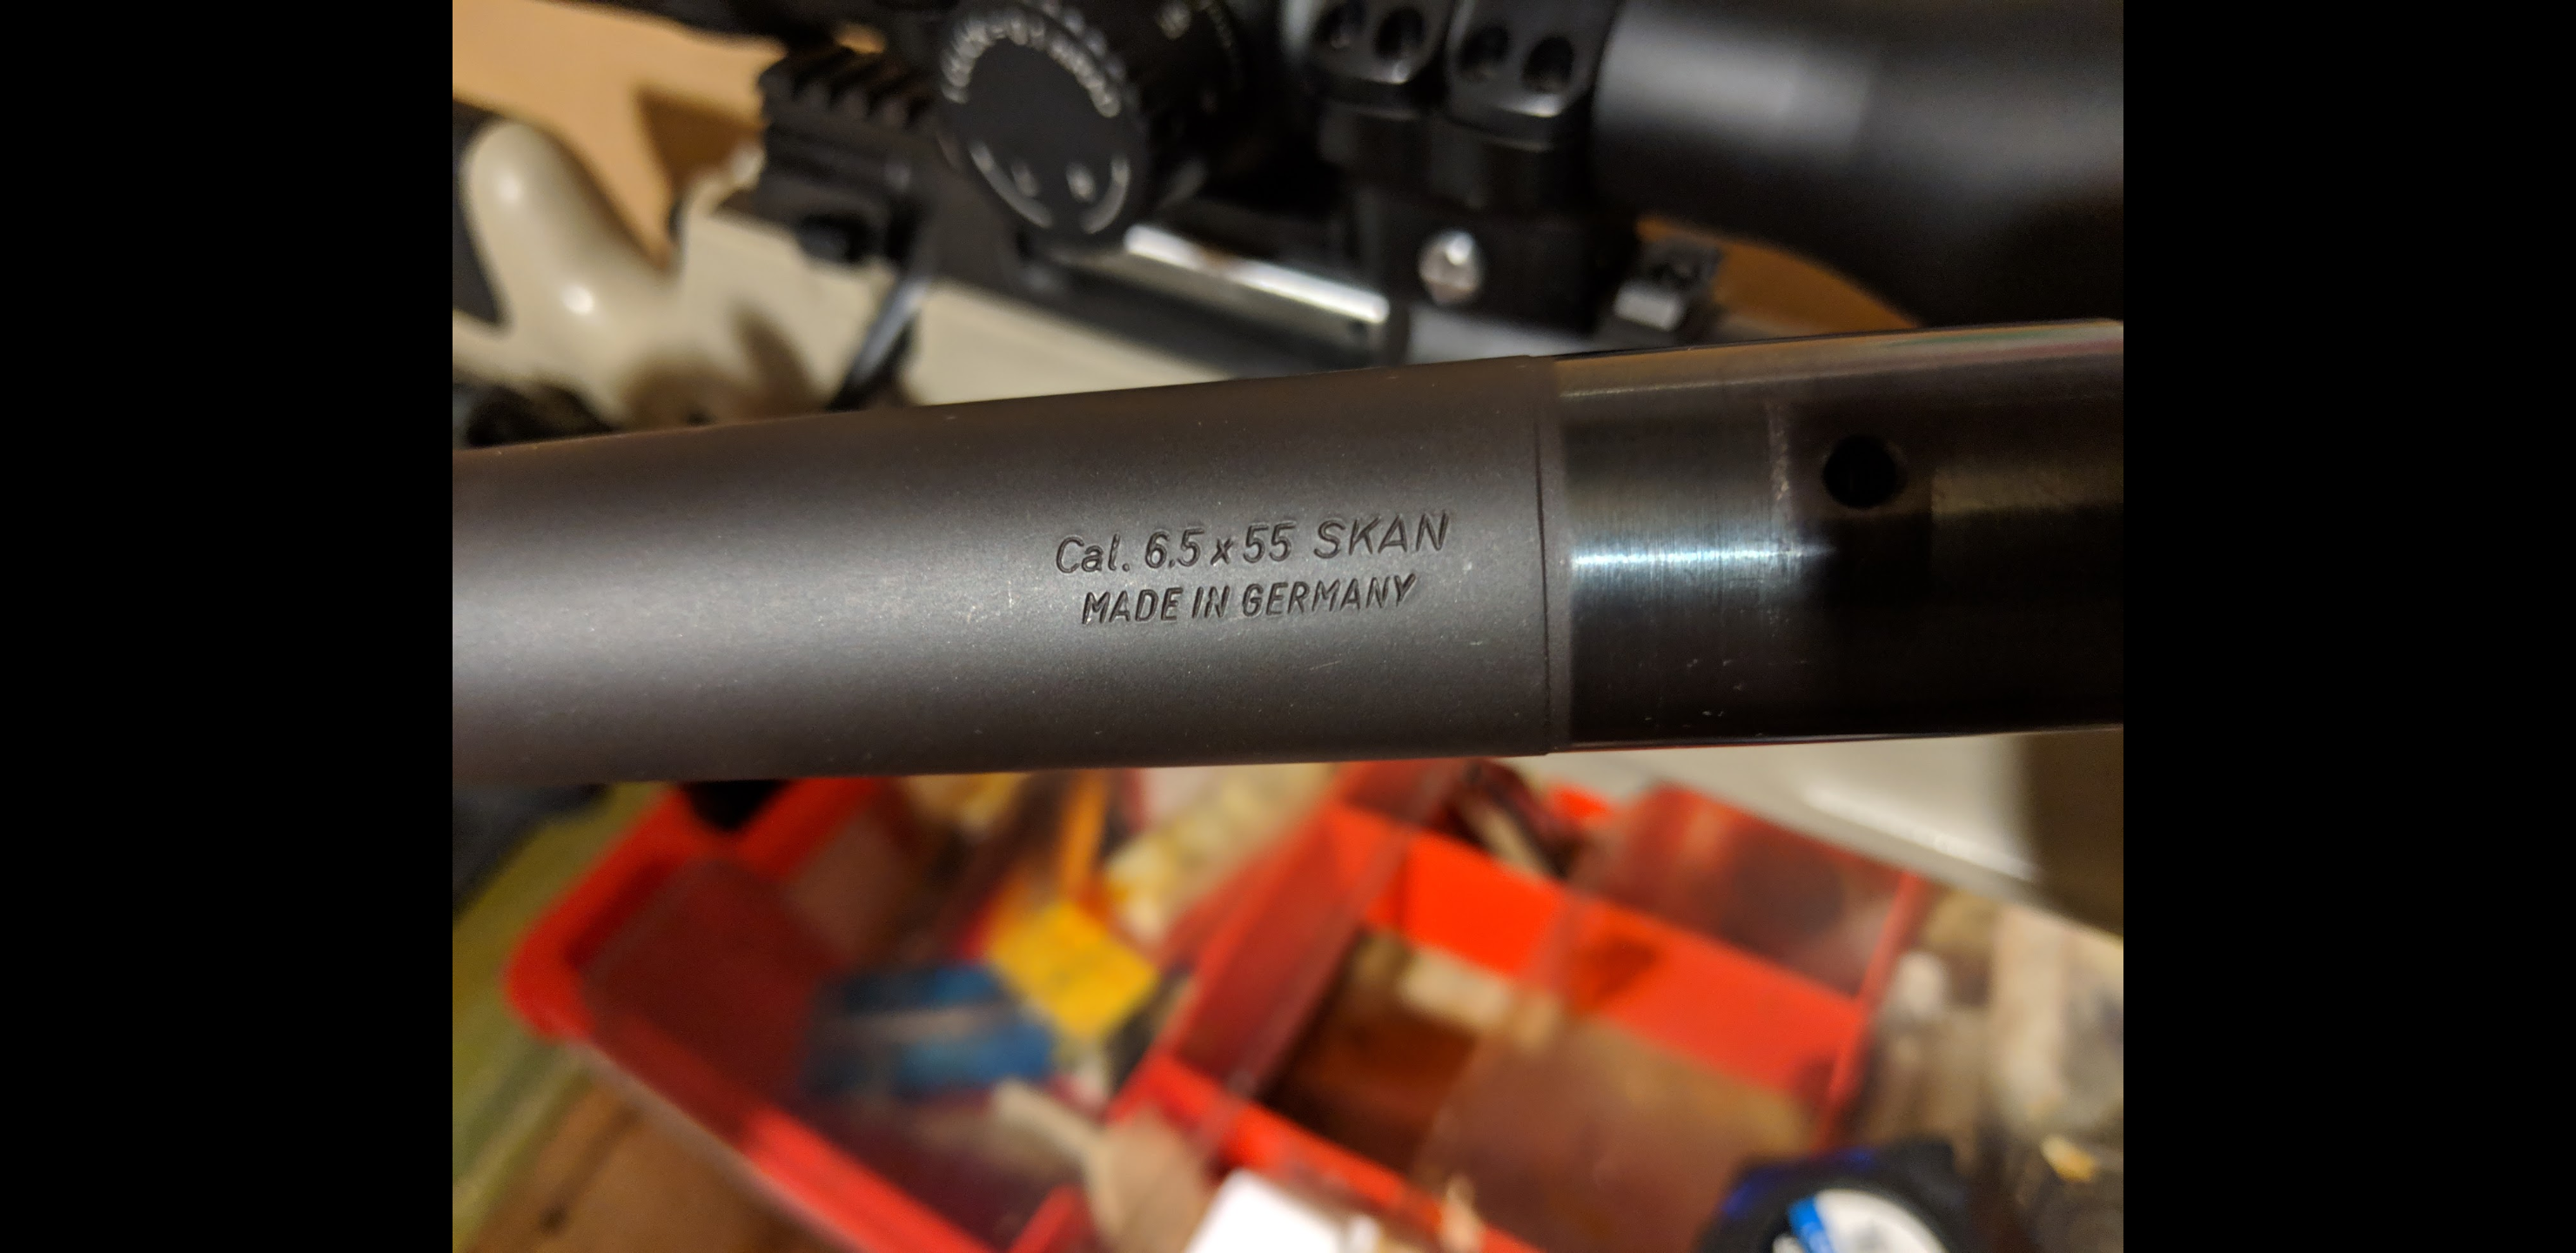 Cal. 6,5 x 55 SKAN
MADE IN GERMANY